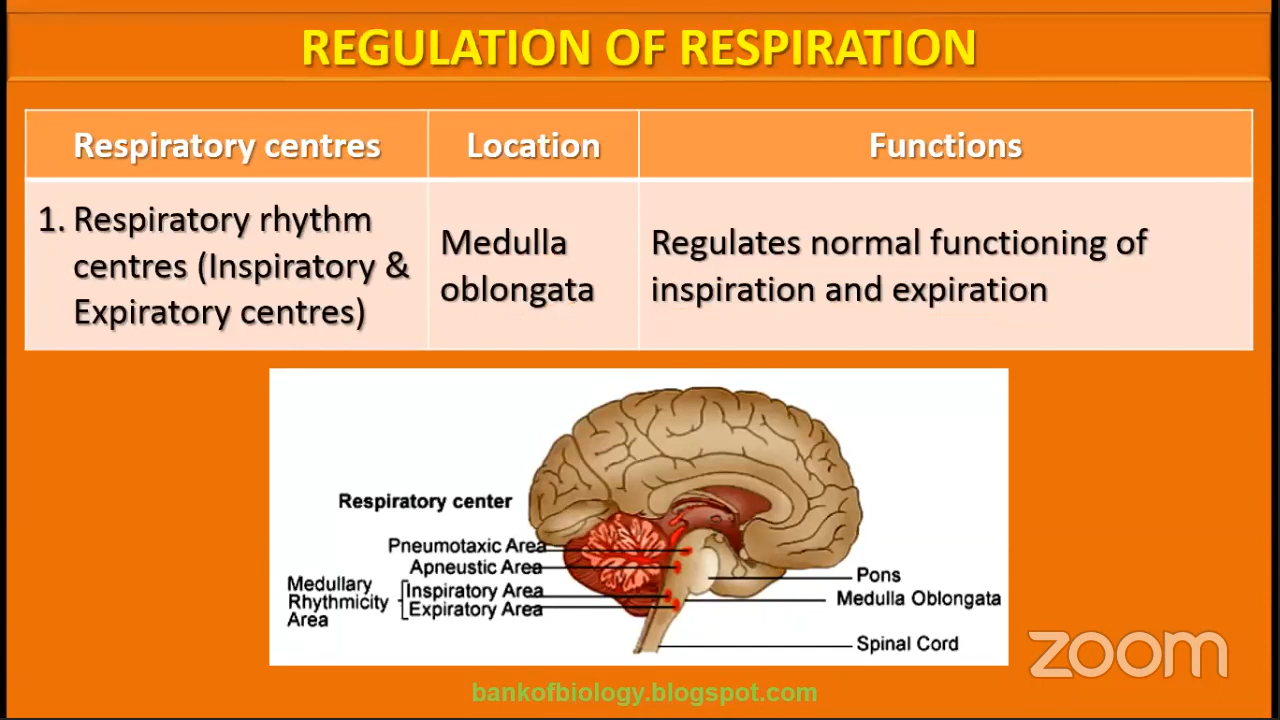 REGULATION OF RESPIRATION
Respiratory centres
Location
Functions
1. Respiratory rhythm
centres (Inspiratory &
Expiratory centres)
Medulla
oblongata
Regulates normal functioning of
inspiration and expiration
Respiratory center
Pneumotaxic Area
Apneustic Area
Medullary
Rhythmicity
Area
Inspiratory Area
Expiratory Area
Pons
Medulla Oblongata
Spinal Cord
zoom
bankofbiology.blogspot.com